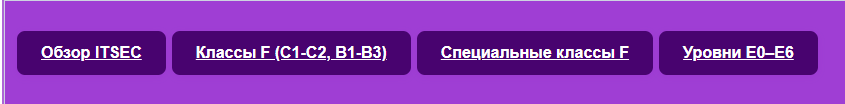 Обзор ITSEC Классы F (C1-C2, B1-B3) Специальные классы F Уровни E0–E6